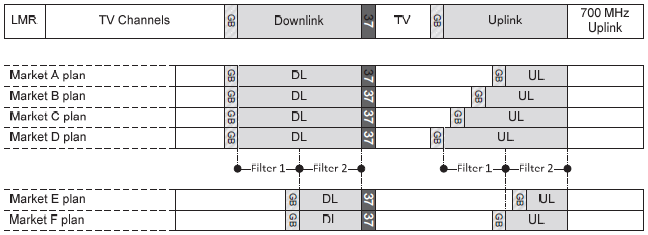 LMR TV Channels GB Downlink 37 TV GB Uplink 700 MHz Uplink
Market A plan GB DL 37 GB UL
Market B plan GB DL 37 GB UL
Market C plan GB DL 37 GB UL
Market D plan GB DL 37 GB UL
Filter 1 Filter 2 Filter 1 Filter 2
Market E plan GB DL 37 GB UL
Market F plan GB DL 37 GB UL